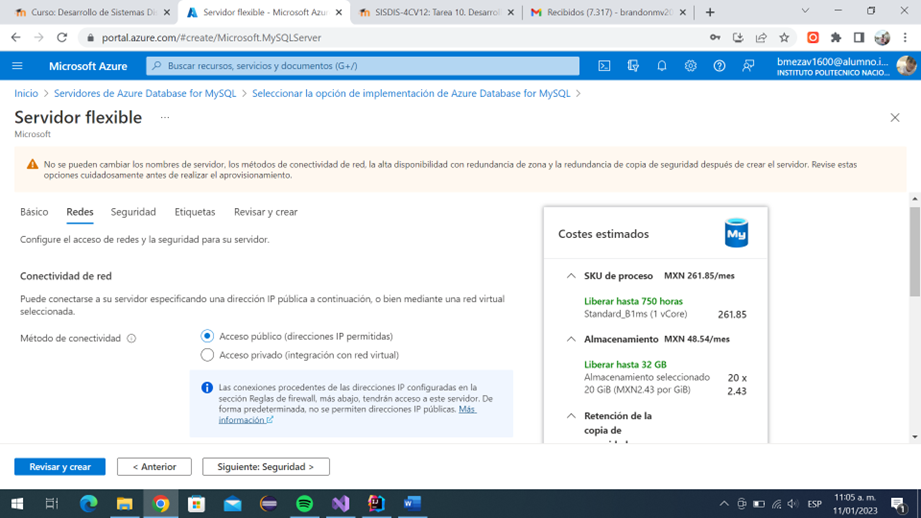 Curso: Desarrollo de Sistemas Di
Servidor flexible - Microsoft Azur
SISDIS-4CV12: Tarea 10. Desarrol
Recibidos (7.317) - brandonmv20
portal.azure.com/#create/Microsoft.MySQLServer
Microsoft Azure
Buscar recursos, servicios y documentos (G+/)
bmezav1600@alumno.i...
INSTITUTO POLITECNICO NACIO...
Inicio > Servidores de Azure Database for MySQL > Seleccionar la opción de implementación de Azure Database for MySQL >
Servidor flexible ...
Microsoft
No se pueden cambiar los nombres de servidor, los métodos de conectividad de red, la alta disponibilidad con redundancia de zona y la redundancia de copia de seguridad después de crear el servidor. Revise estas
opciones cuidadosamente antes de realizar el aprovisionamiento.
Básico Redes Seguridad Etiquetas Revisar y crear
Configure el acceso de redes y la seguridad para su servidor.
Conectividad de red
Puede conectarse a su servidor especificando una dirección IP pública a continuación, o bien mediante una red virtual
seleccionada.
Método de conectividad
Acceso público (direcciones IP permitidas)
Acceso privado (integración con red virtual)
Las conexiones procedentes de las direcciones IP configuradas en la
sección Reglas de firewall, más abajo, tendrán acceso a este servidor. De
forma predeterminada, no se permiten direcciones IP públicas. Más
información
Costes estimados
My
SKU de proceso MXN 261.85/mes
Liberar hasta 750 horas
Standard_B1ms (1 vCore) 261.85
Almacenamiento MXN 48.54/mes
Liberar hasta 32 GB
Almacenamiento seleccionado 20 x
20 GiB (MXN2.43 por GiB) 2.43
Retención de la
copia de
Revisar y crear
< Anterior
Siguiente: Seguridad >
ESP
11:05 a. m.
11/01/2023
1